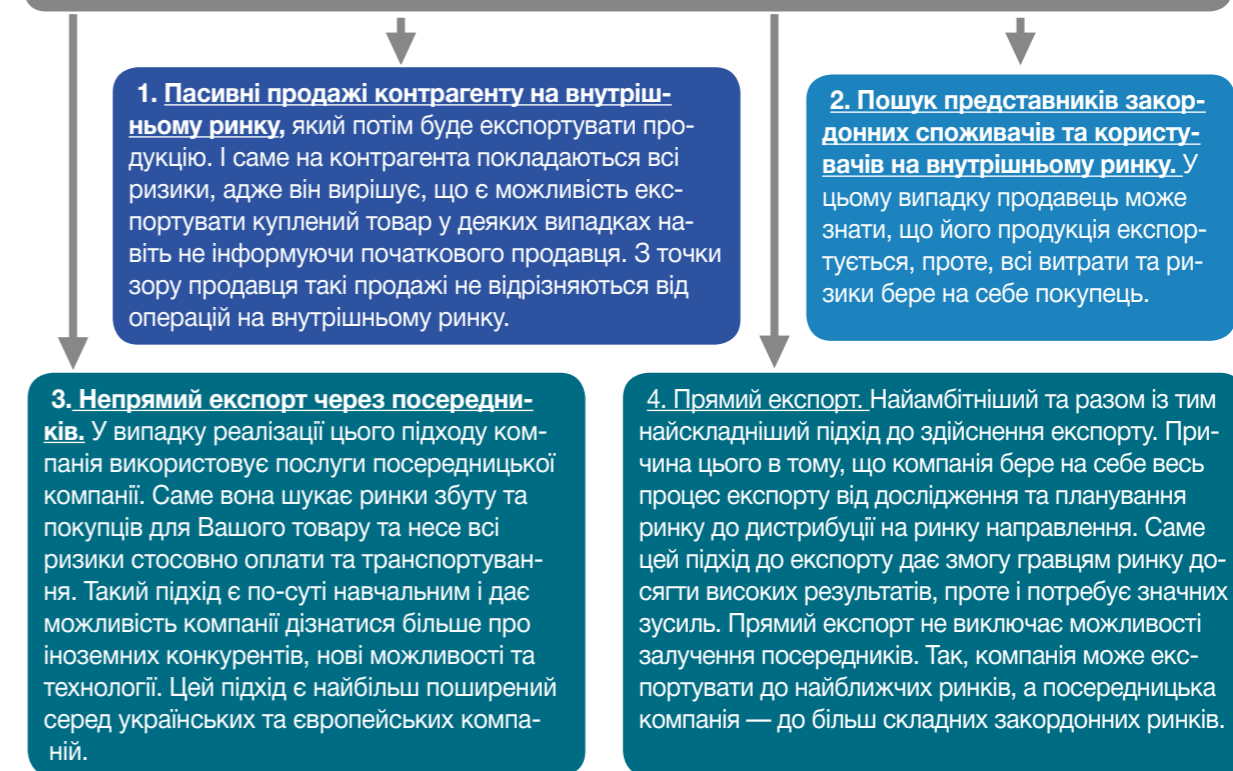 1. Пасивні продажі контрагенту на внутріш-
ньому ринку, який потім буде експортувати про-
дукцію. І саме на контрагента покладаються всі
ризики, адже він вирішує, що є можливість екс-
портувати куплений товар у деяких випадках на-
віть не інформуючи початкового продавця. З точки
зору продавця такі продажі не відрізняються від
операцій на внутрішньому ринку.
2. Пошук представників закор-
донних споживачів та користу-
вачів на внутрішньому ринку. У
цьому випадку продавець може
знати, що його продукція експор-
тується, проте, всі витрати та ри-
зики бере на себе покупець.
3. Непрямий експорт через посередни-
ків. У випадку реалізації цього підходу ком-
панія використовує послуги посередницької
компанії. Саме вона шукає ринки збуту та
покупців для Вашого товару та несе всі
ризики стосовно оплати та транспортуван-
ня. Такий підхід є по-суті навчальним і дає
можливість компанії дізнатися більше про
іноземних конкурентів, нові можливості та
технології. Цей підхід є найбільш поширений
серед українських та європейських компа-
ній.
4. Прямий експорт. Найамбітніший та разом із тим
найскладніший підхід до здійснення експорту. При-
чина цього в тому, що компанія бере на себе весь
процес експорту від дослідження та планування
ринку до дистрибуції на ринку направлення. Саме
цей підхід до експорту дає змогу гравцям ринку до-
сягти високих результатів, проте і потребує значних
зусиль. Прямий експорт не виключає можливості
залучення посередників. Так, компанія може екс-
портувати до найближчих ринків, а посередницька
компанія — до більш складних закордонних ринків.